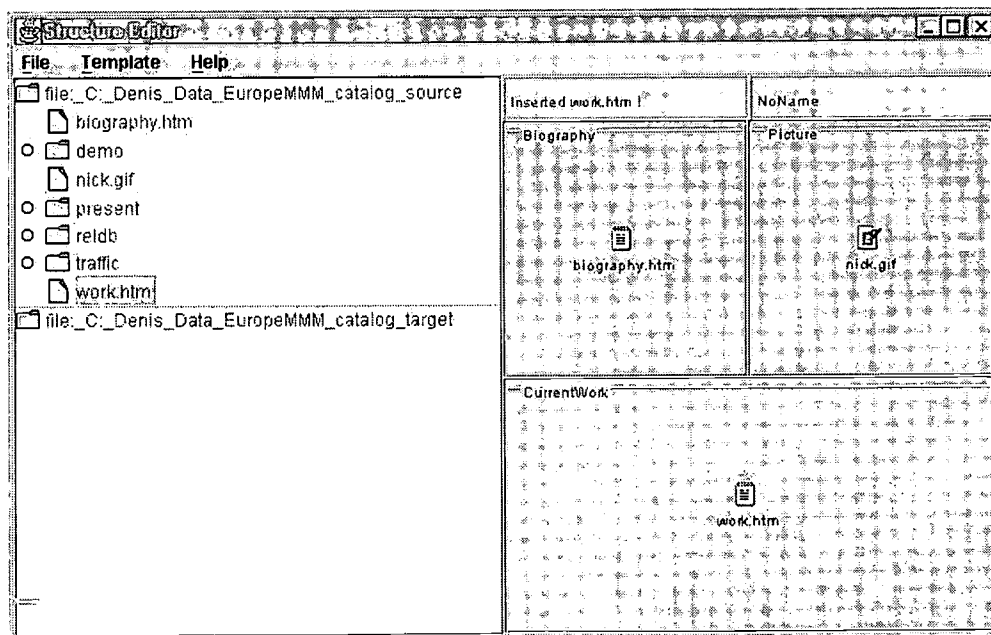 Structure Editor
File Template Help
file:_C:_Denis_Data_EuropeMMM_catalog_source
biography.htm
demo
nick.gif
present
reldb
traffic
work.htm
file:_C:_Denis_Data_EuropeMMM_catalog_target
Inserted work.htm !
NoName
Biography
Picture
biography.htm
nick.gif
CurrentWork
work.htm